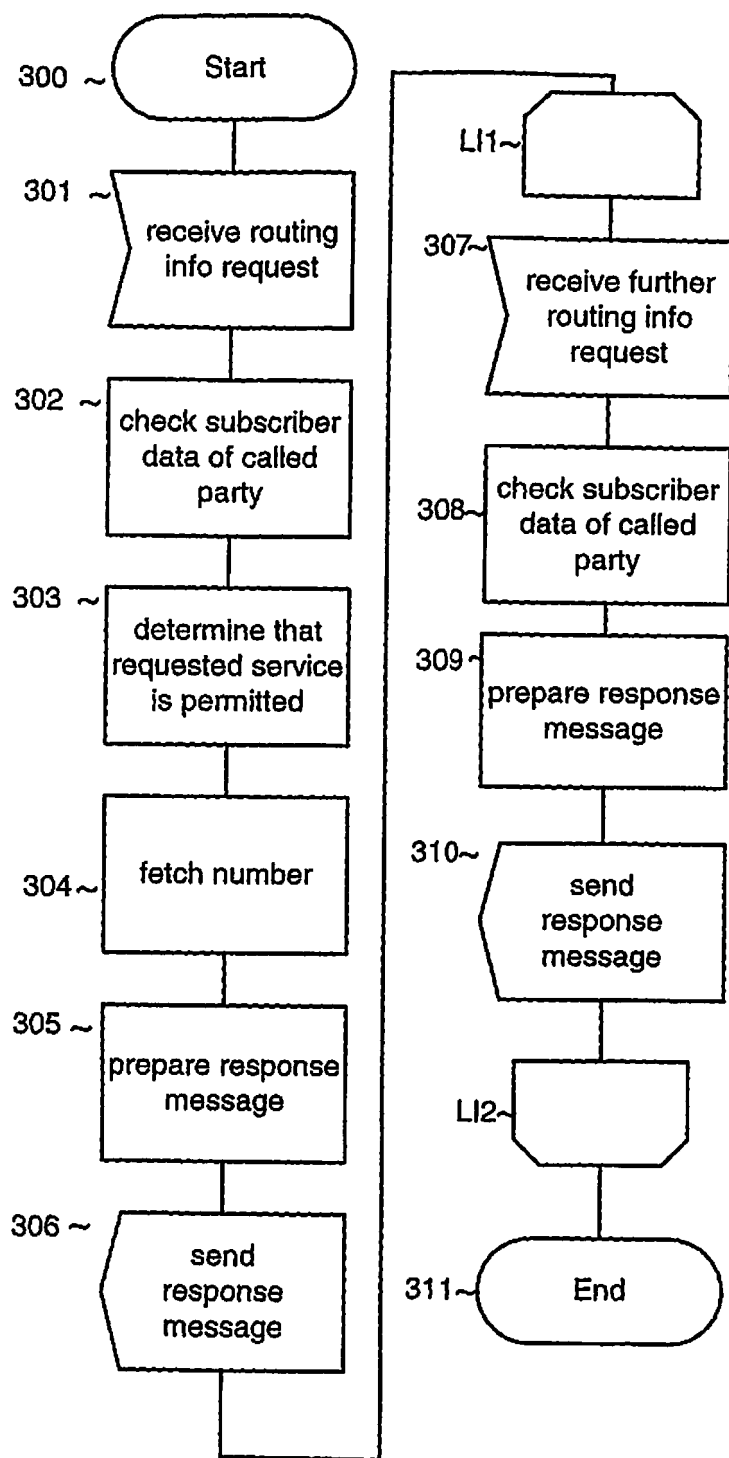 300 ~
Start
301 ~
receive routing
info request
302 ~
check subscriber
data of called
party
303 ~
determine that
requested service
is permitted
304 ~
fetch number
305 ~
prepare response
message
306 ~
send
response
message
LI1~
307~
receive further
routing info
request
308~
check subscriber
data of called
party
309~
prepare response
message
310~
send
response
message
LI2~
311~
End